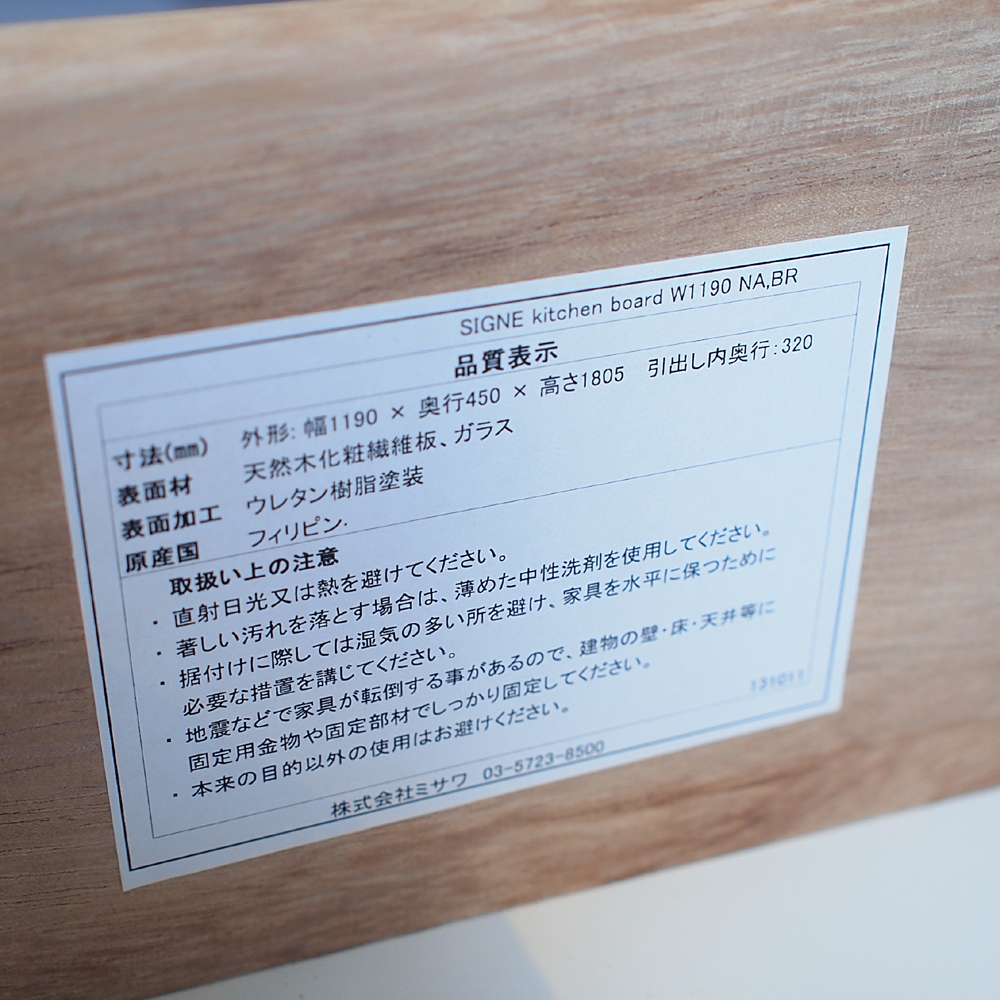 SIGNE kitchen board W1190 NA,BR
品質表示
寸法(mm) 外形: 幅1190 × 奥行450 × 高さ1805 引出し内奥行:320
表面材 天然木化粧繊維板、ガラス
表面加工 ウレタン樹脂塗装
原産国 フィリピン.
取扱い上の注意
・直射日光又は熱を避けてください。
・著しい汚れを落とす場合は、薄めた中性洗剤を使用してください。
・据付けに際しては湿気の多い所を避け、家具を水平に保つために
必要な措置を講じてください。
・地震などで家具が転倒する事があるので、建物の壁・床・天井等に
固定用金物や固定部材でしっかり固定してください。
・本来の目的以外の使用はお避けください。
131011
株式会社ミサワ 03-5723-8500